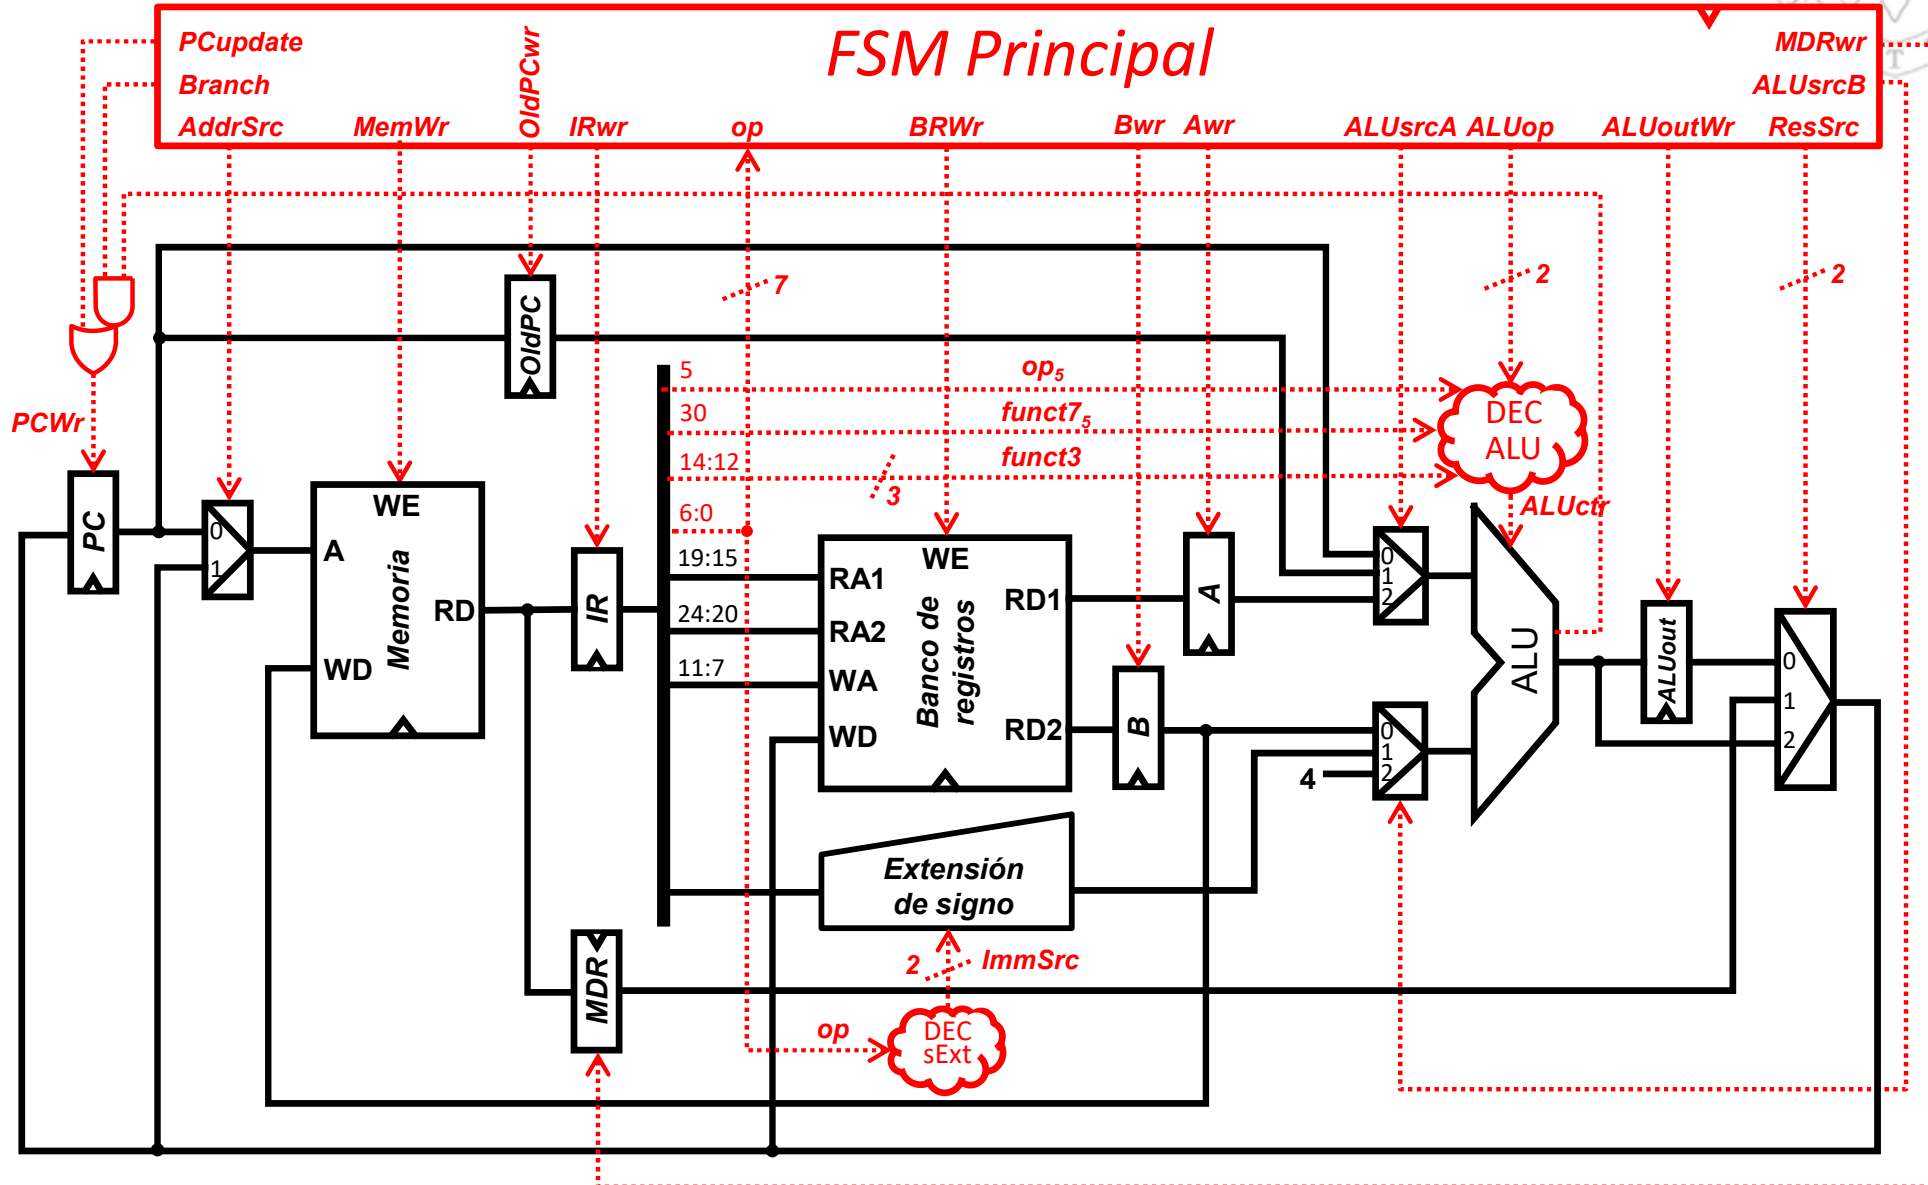 FSM Principal
PCupdate
Branch
AddrSrc
MemWr
OldPCwr
IRwr
op
BRWr
Bwr
Awr
ALUsrcA
ALUop
ALUoutWr
MDRwr
ALUsrcB
ResSrc
7
2
2
OldPC
5
op5
30
funct75
14:12
funct3
3
6:0
DEC
ALU
ALUctr
PCWr
PC
0
1
WE
A
Memoria
RD
WD
IR
19:15
24:20
11:7
WE
RA1
RA2
WA
WD
Banco de
registros
RD1
RD2
A
B
0
1
2
0
1
2
4
ALU
ALUout
0
1
2
Extensión
de signo
2
ImmSrc
MDR
op
DEC
sExt